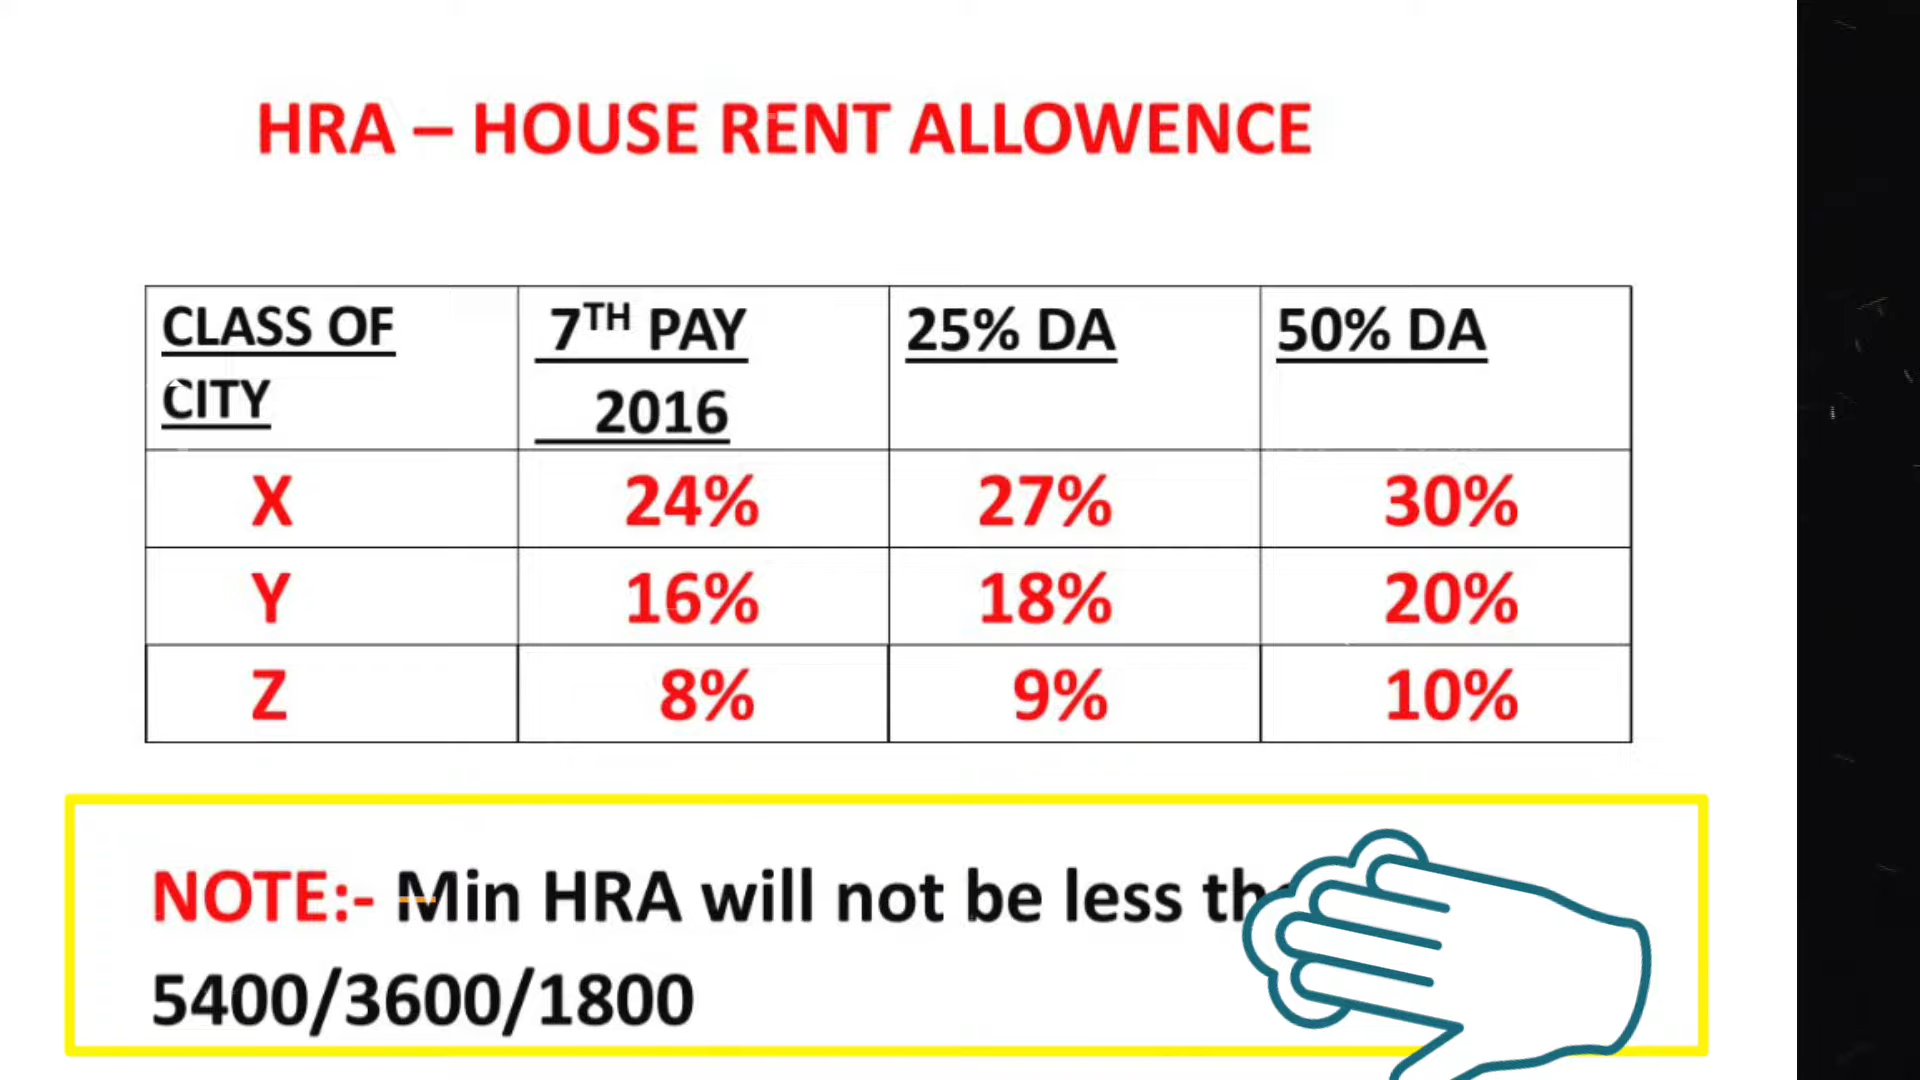 HRA – HOUSE RENT ALLOWENCE
CLASS OF CITY 7TH PAY 2016 25% DA 50% DA
X 24% 27% 30%
Y 16% 18% 20%
Z 8% 9% 10%
NOTE:- Min HRA will not be less
5400/3600/1800